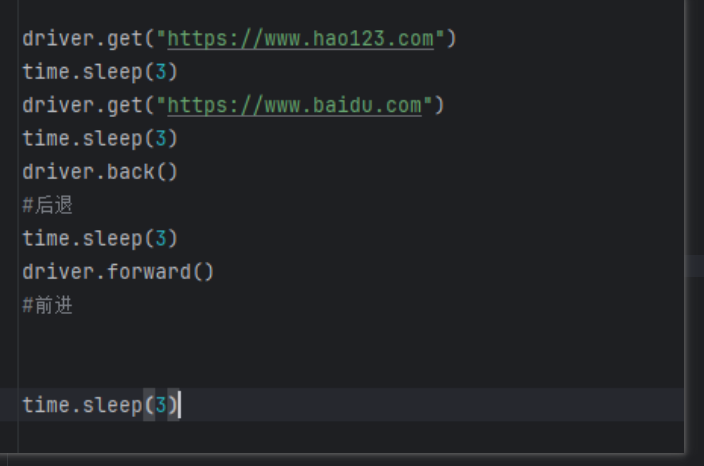 driver.get("https://www.hao123.com")
time.sleep(3)
driver.get("https://www.baidu.com")
time.sleep(3)
driver.back()
#后退
time.sleep(3)
driver.forward()
#前进
time.sleep(3)